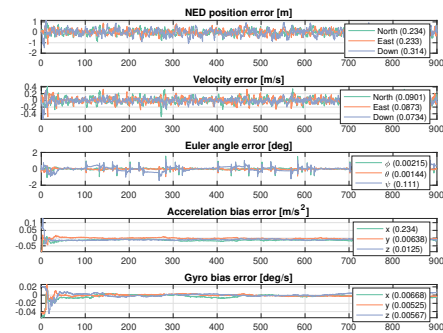 NED position error [m]
1
0
-1
-2
0 100 200 300 400 500 600 700 800 900
North (0.234)
East (0.233)
Down (0.314)
Velocity error [m/s]
0.4
0.2
0
-0.2
-0.4
0 100 200 300 400 500 600 700 800 900
North (0.0901)
East (0.0873)
Down (0.0734)
Euler angle error [deg]
2
0
-2
0 100 200 300 400 500 600 700 800 900
ϕ (0.00215)
θ (0.00144)
ψ (0.111)
Accerelation bias error [m/s²]
0.1
0.05
0
-0.05
0 100 200 300 400 500 600 700 800 900
x (0.234)
y (0.00638)
z (0.0125)
Gyro bias error [deg/s]
0.02
0
-0.02
-0.04
0 100 200 300 400 500 600 700 800 900
x (0.00668)
y (0.00525)
z (0.00567)